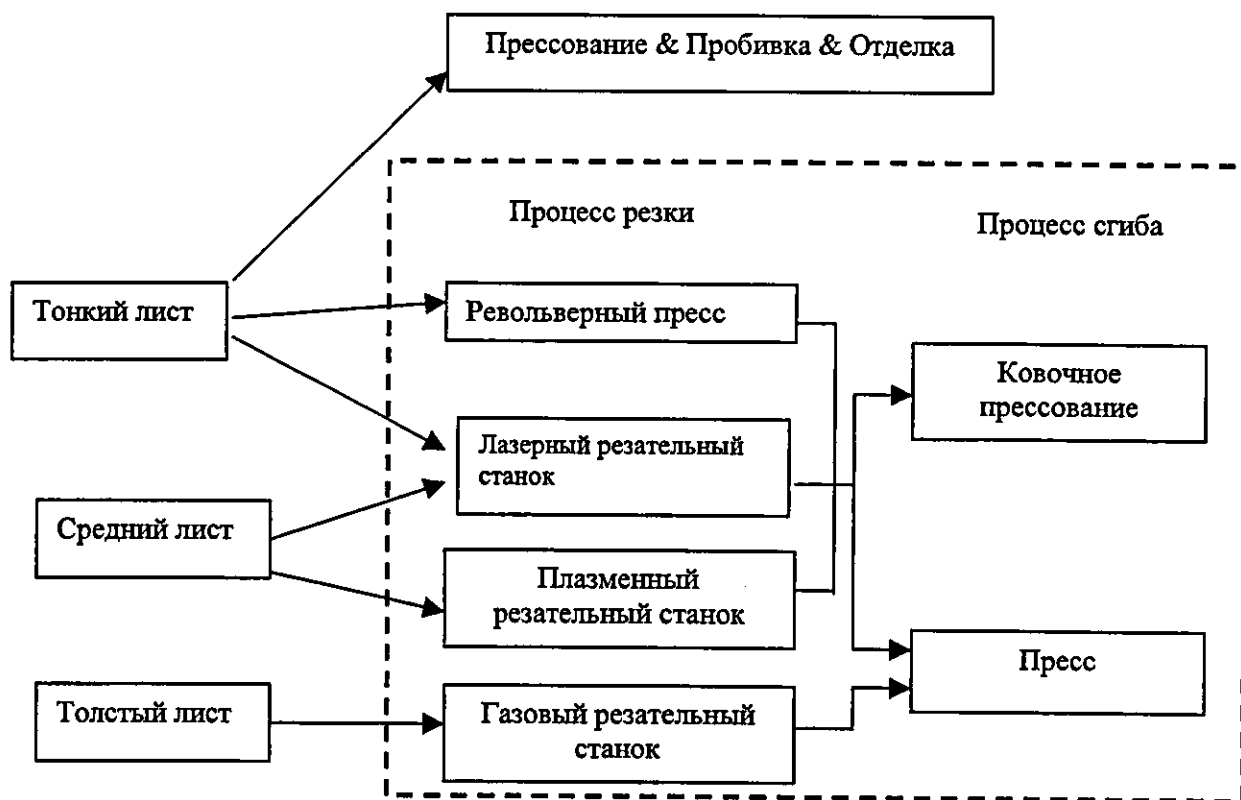 Прессование & Пробивка & Отделка
Процесс резки
Процесс сгиба
Тонкий лист
Револьверный пресс
Ковочное
прессование
Лазерный резательный
станок
Средний лист
Плазменный
резательный станок
Пресс
Толстый лист
Газовый резательный
станок